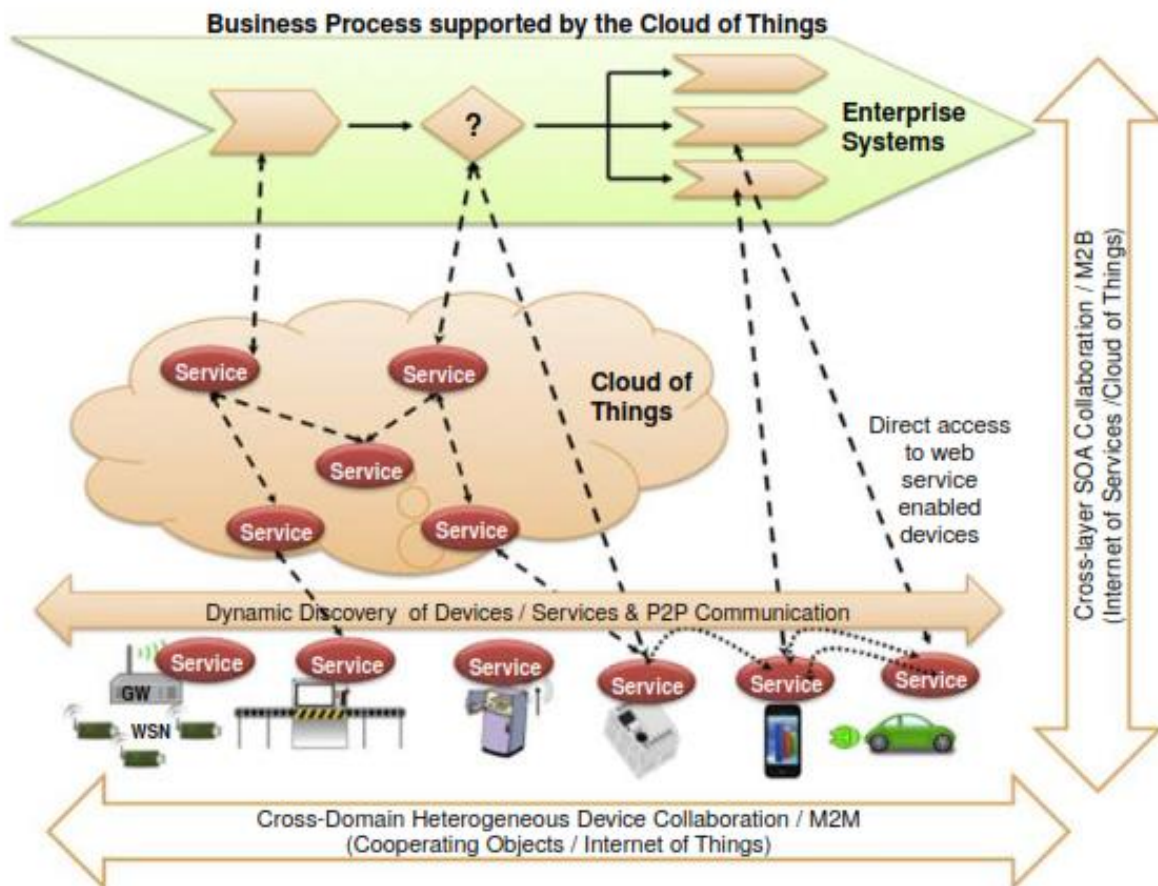 Business Process supported by the Cloud of Things
?
Enterprise
Systems
Service
Service
Cloud of
Things
Service
Service
Service
Direct access
to web
service
enabled
devices
Cross-layer SOA Collaboration / M2B
(Internet of Services /Cloud of Things)
Dynamic Discovery of Devices / Services & P2P Communication
Service
Service
Service
Service
Service
Service
GW
WSN
Cross-Domain Heterogeneous Device Collaboration / M2M
(Cooperating Objects / Internet of Things)